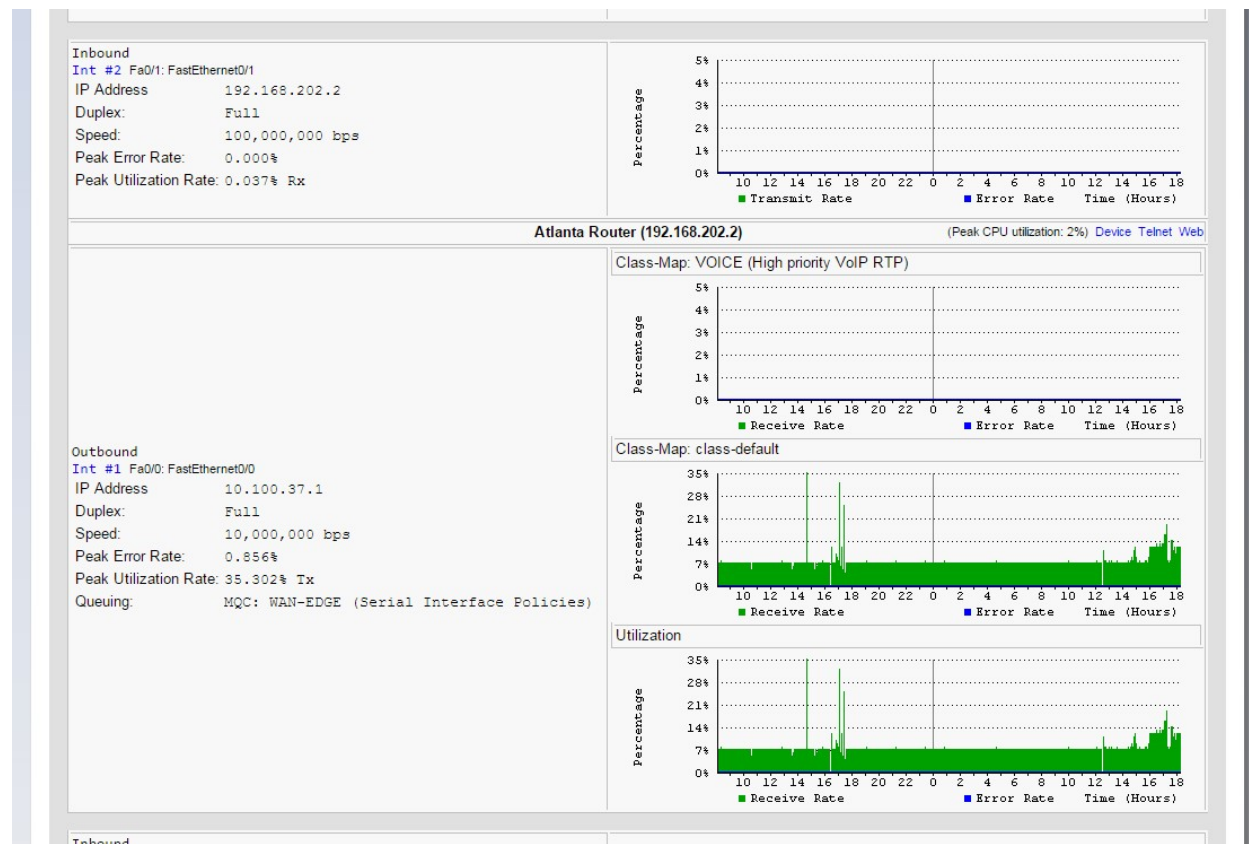 Inbound
Int #2 Fa0/1: FastEthernet0/1
IP Address 192.168.202.2
Duplex: Full
Speed: 100,000,000 bps
Peak Error Rate: 0.000%
Peak Utilization Rate: 0.037% Rx
Percentage
5%
4%
3%
2%
1%
0%
10 12 14 16 18 20 22 0 2 4 6 8 10 12 14 16 18
Transmit Rate Error Rate Time (Hours)
Atlanta Router (192.168.202.2) (Peak CPU utilization: 2%) Device Telnet Web
Outbound
Int #1 Fa0/0: FastEthernet0/0
IP Address 10.100.37.1
Duplex: Full
Speed: 10,000,000 bps
Peak Error Rate: 0.856%
Peak Utilization Rate: 35.302% Tx
Queuing: MQC: WAN-EDGE (Serial Interface Policies)
Class-Map: VOICE (High priority VoIP RTP)
Percentage
5%
4%
3%
2%
1%
0%
10 12 14 16 18 20 22 0 2 4 6 8 10 12 14 16 18
Receive Rate Error Rate Time (Hours)
Class-Map: class-default
Percentage
35%
28%
21%
14%
7%
0%
10 12 14 16 18 20 22 0 2 4 6 8 10 12 14 16 18
Receive Rate Error Rate Time (Hours)
Utilization
Percentage
35%
28%
21%
14%
7%
0%
10 12 14 16 18 20 22 0 2 4 6 8 10 12 14 16 18
Receive Rate Error Rate Time (Hours)
Inbound